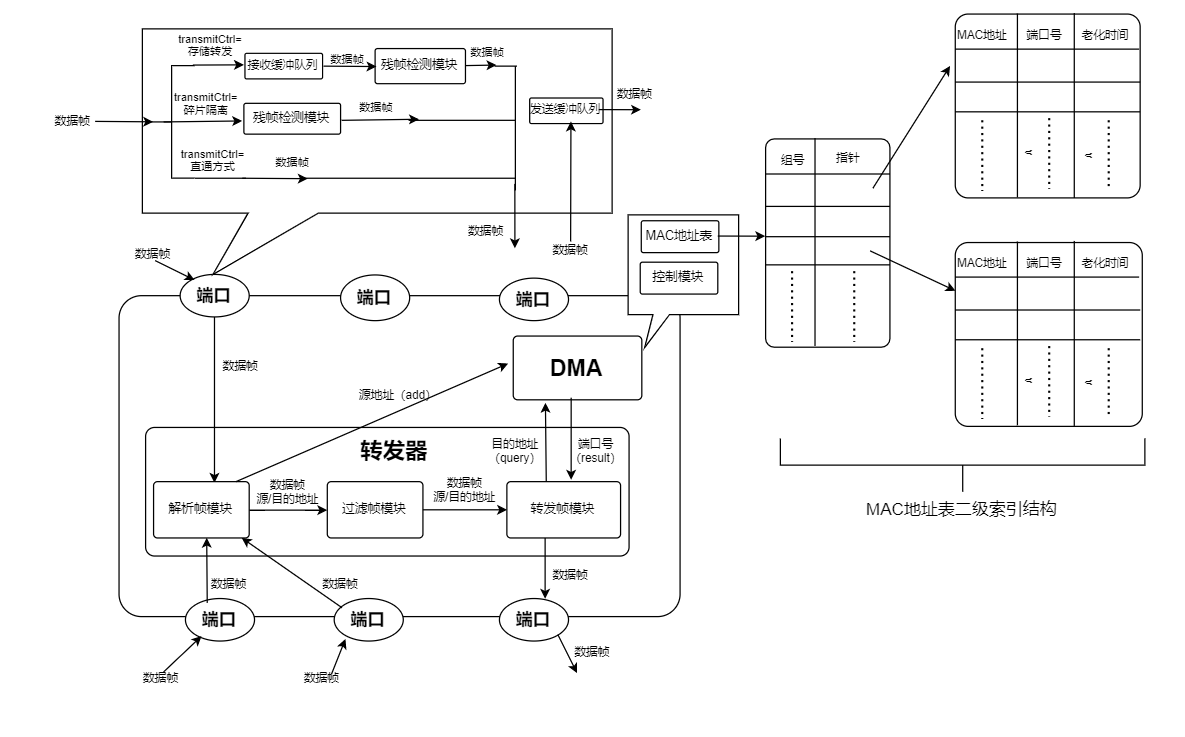 transmitCtrl=
存储转发
接收缓冲队列
数据帧
残帧检测模块
数据帧
数据帧
transmitCtrl=
碎片隔离
残帧检测模块
数据帧
发送缓冲队列
数据帧
transmitCtrl=
直通方式
数据帧
数据帧
数据帧
数据帧
MAC地址表
控制模块
组号
指针
MAC地址
端口号
老化时间
MAC地址
端口号
老化时间
MAC地址表二级索引结构
端口
端口
端口
数据帧
DMA
源地址（add）
转发器
目的地址
（query）
端口号
（result）
解析帧模块
数据帧
源/目的地址
过滤帧模块
数据帧
源/目的地址
转发帧模块
数据帧
数据帧
数据帧
端口
端口
端口
数据帧
数据帧
数据帧